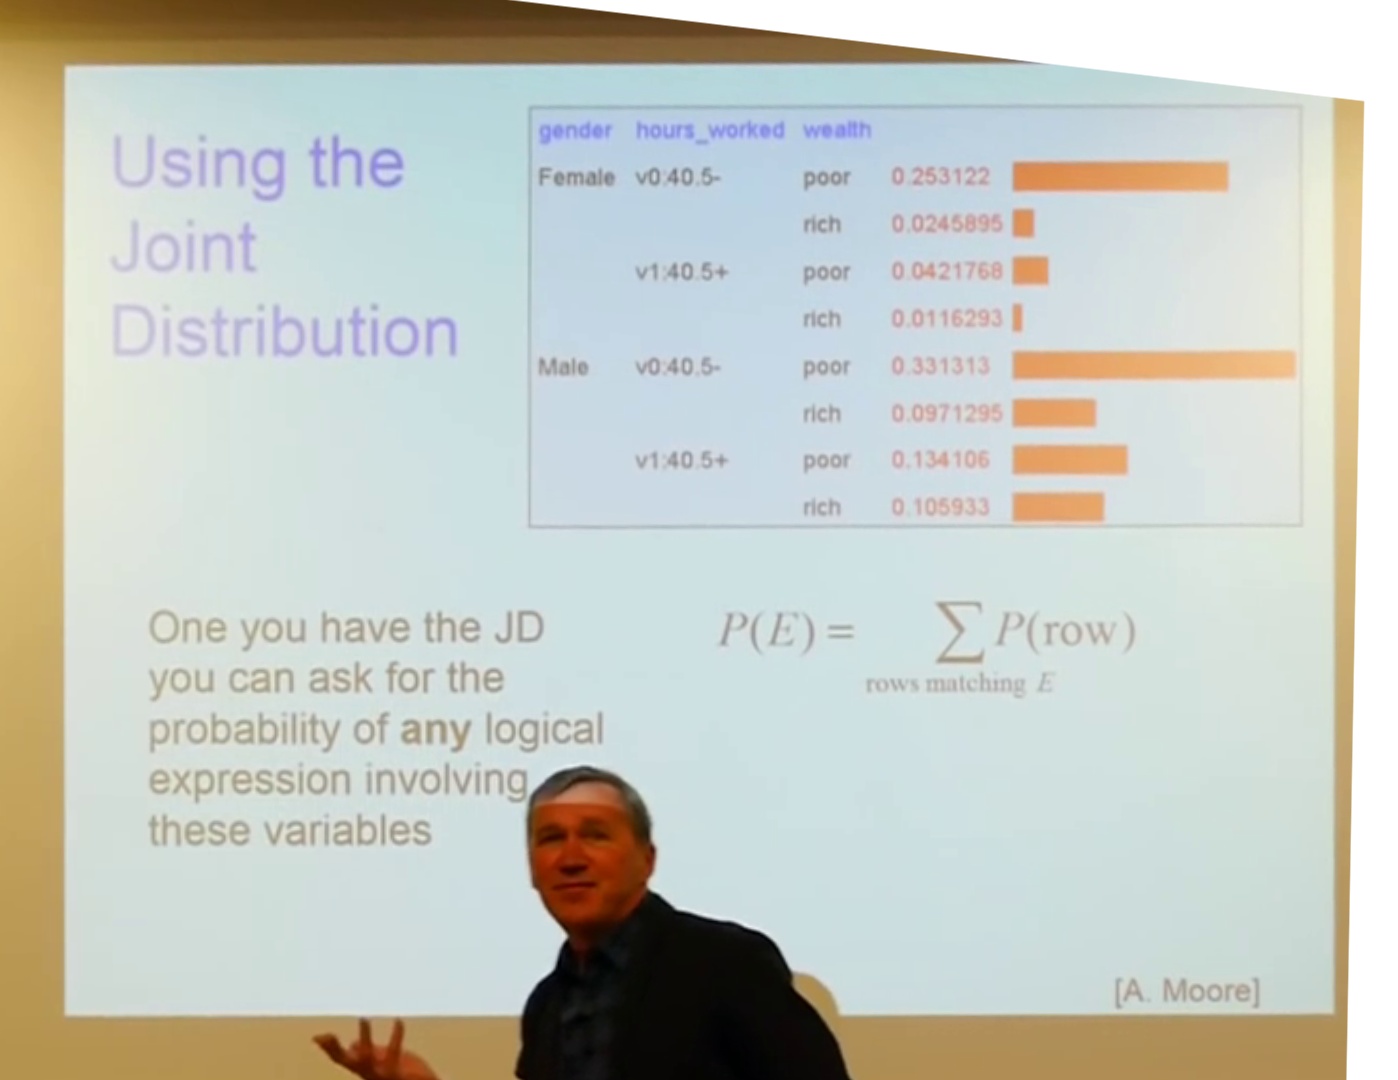 Using the
Joint
Distribution
gender hours_worked wealth
Female v0:40.5- poor 0.253122
rich 0.0245895
v1:40.5+ poor 0.0421768
rich 0.0116293
Male v0:40.5- poor 0.331313
rich 0.0971295
v1:40.5+ poor 0.134106
rich 0.105933
One you have the JD
you can ask for the
probability of any logical
expression involving
these variables
P(E) = ∑ P(row)
rows matching E
[A. Moore]